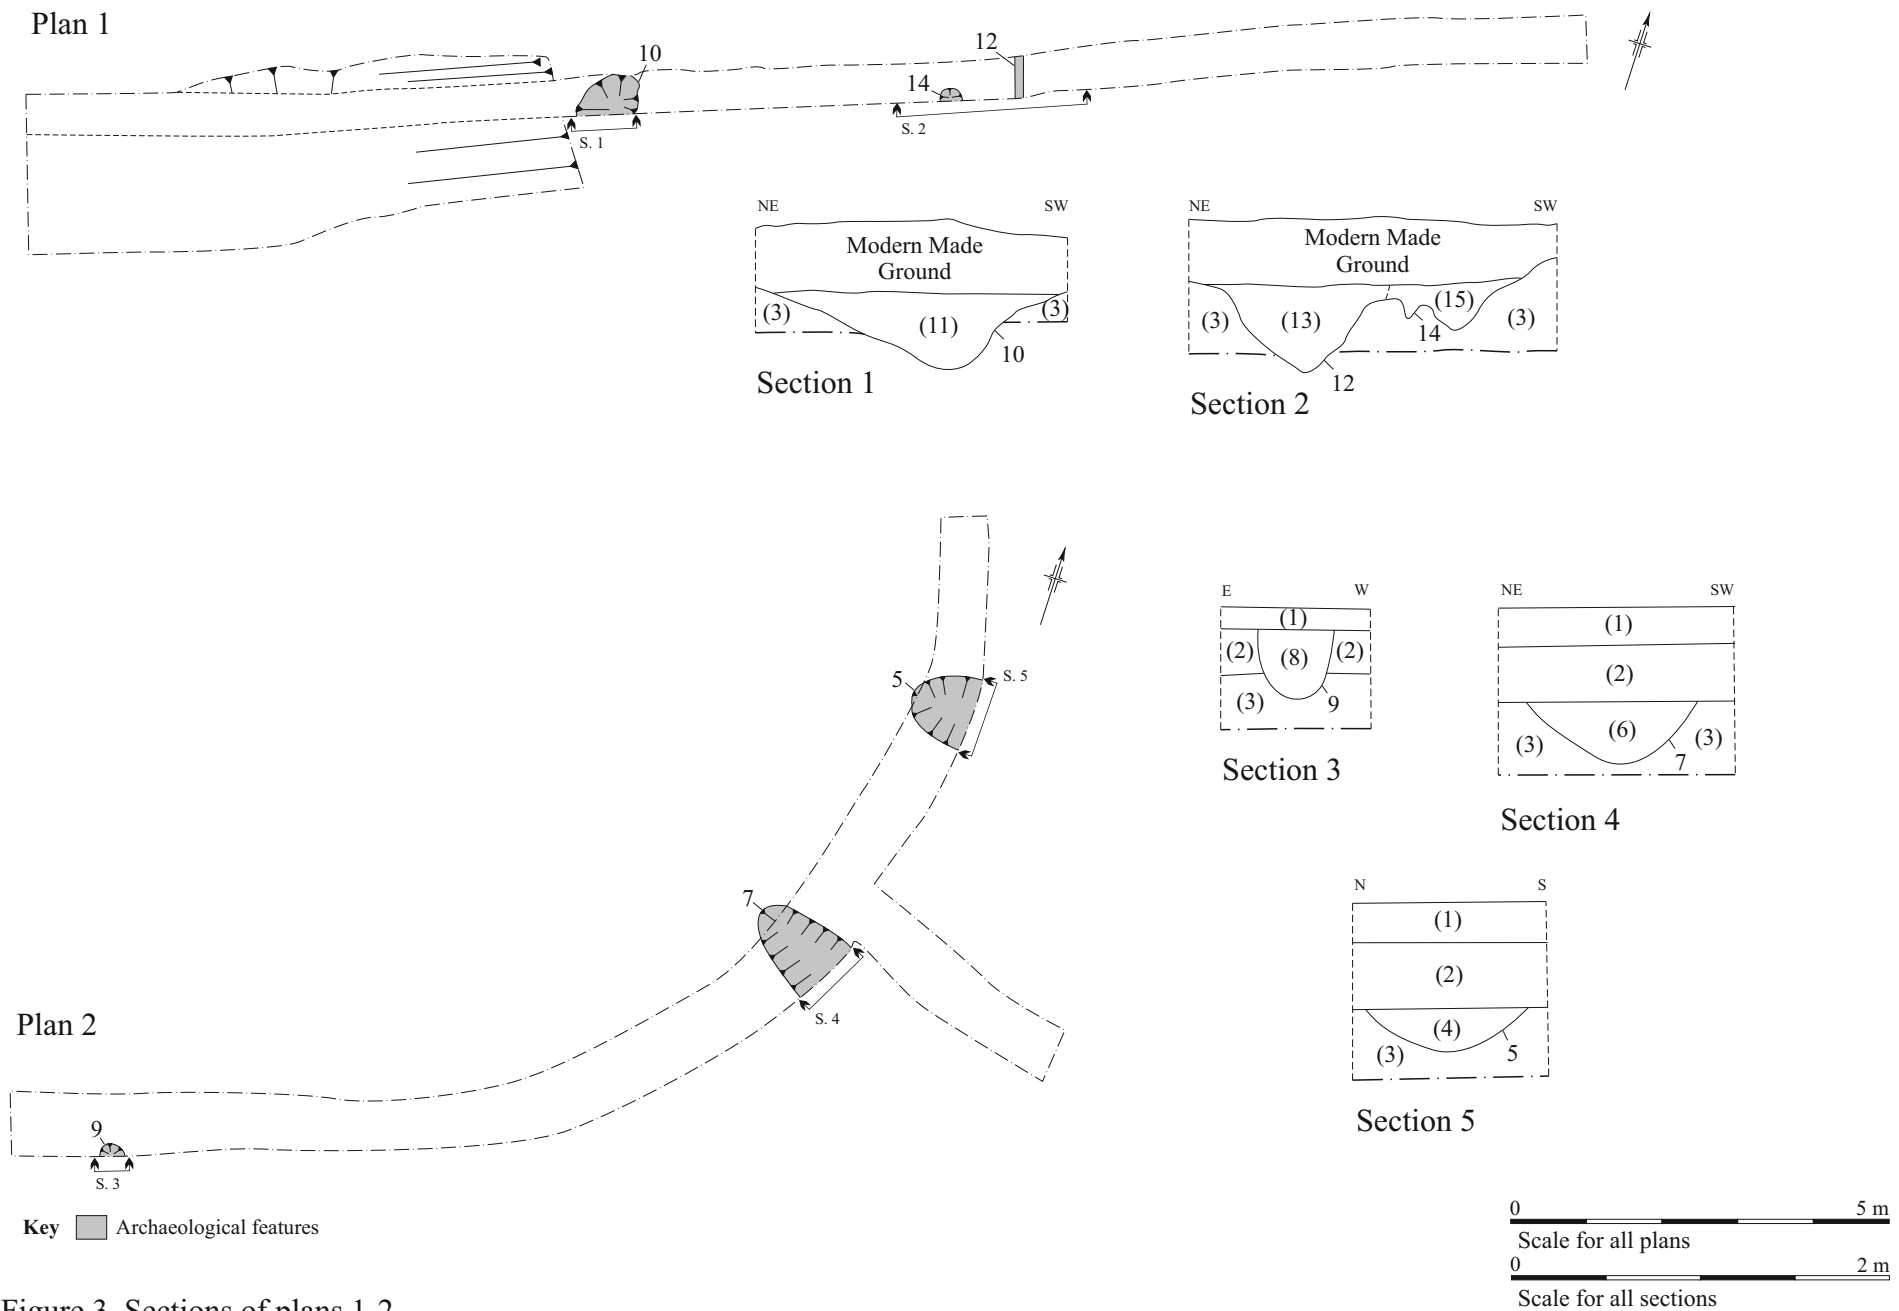 Plan 1
10
12
14
S. 1
S. 2
NE SW
Modern Made
Ground
(3) (11) (3)
10
Section 1
NE SW
Modern Made
Ground
(3) (13) (15) (3)
14
12
Section 2
Plan 2
5
S. 5
7
S. 4
9
S. 3
E W
(1)
(2) (8) (2)
(3) 9
Section 3
NE SW
(1)
(2)
(3) (6) (3)
7
Section 4
N S
(1)
(2)
(4)
(3) 5
Section 5
Key Archaeological features
0 5 m
Scale for all plans
0 2 m
Scale for all sections
Figure 3. Sections of plans 1-2